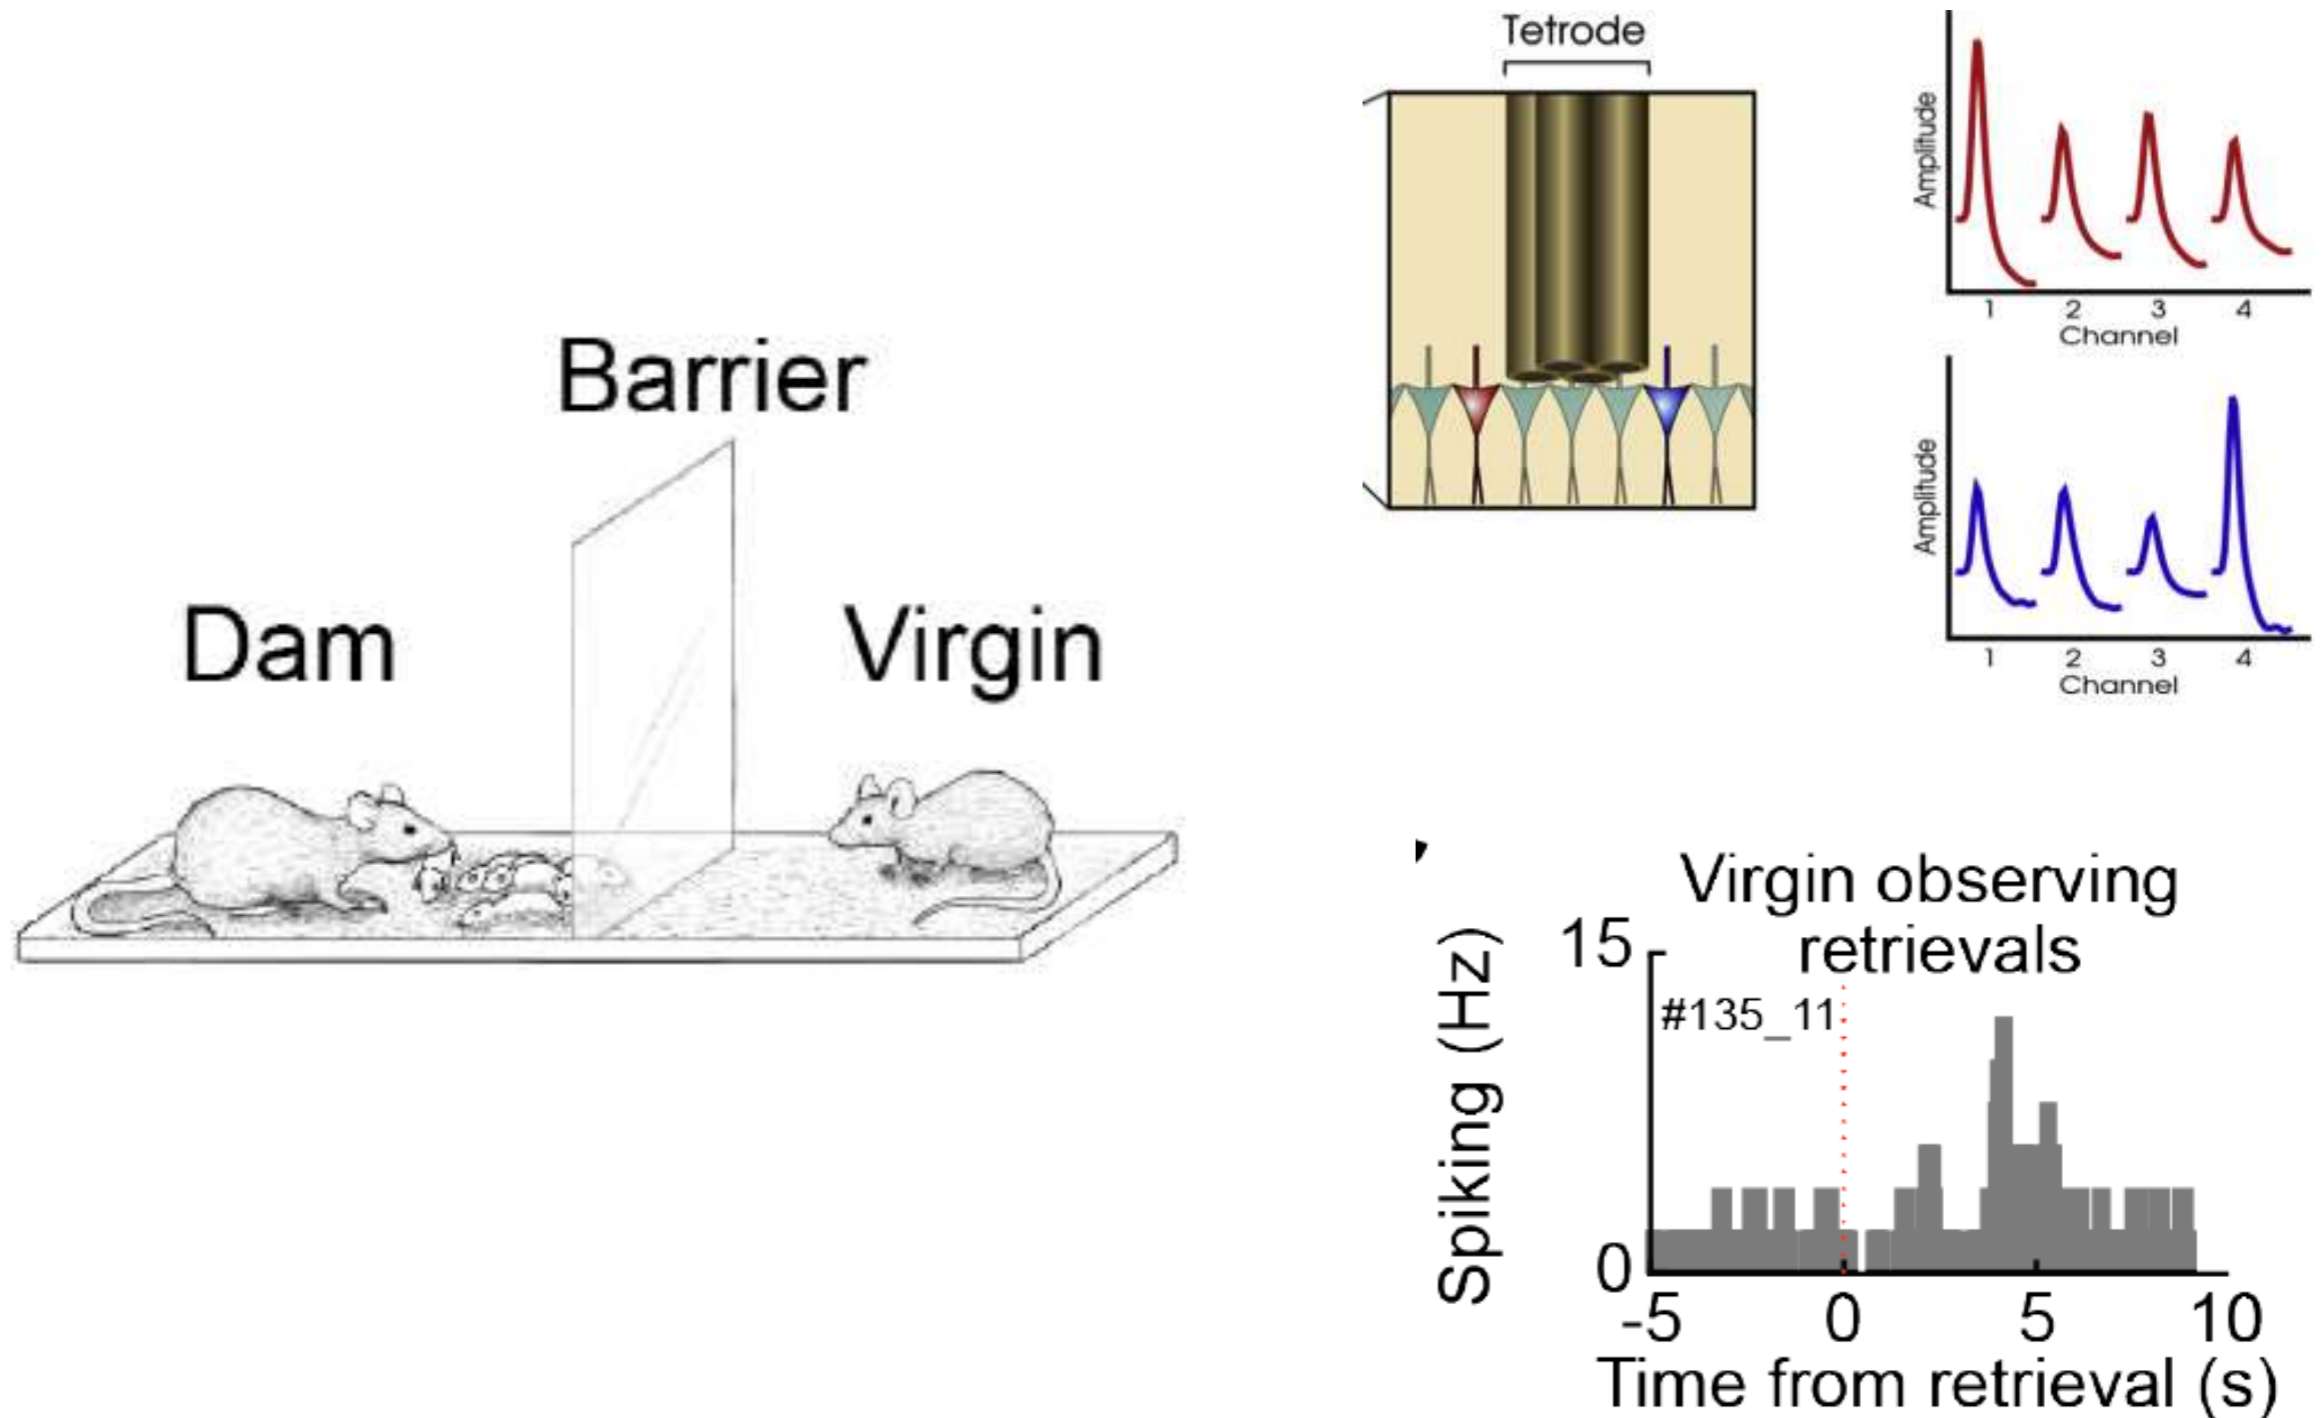 Barrier
Dam
Virgin
Tetrode
Amplitude
1 2 3 4
Channel
Amplitude
1 2 3 4
Channel
,
Virgin observing
retrievals
Spiking (Hz)
15
#135_11
0
-5 0 5 10
Time from retrieval (s)